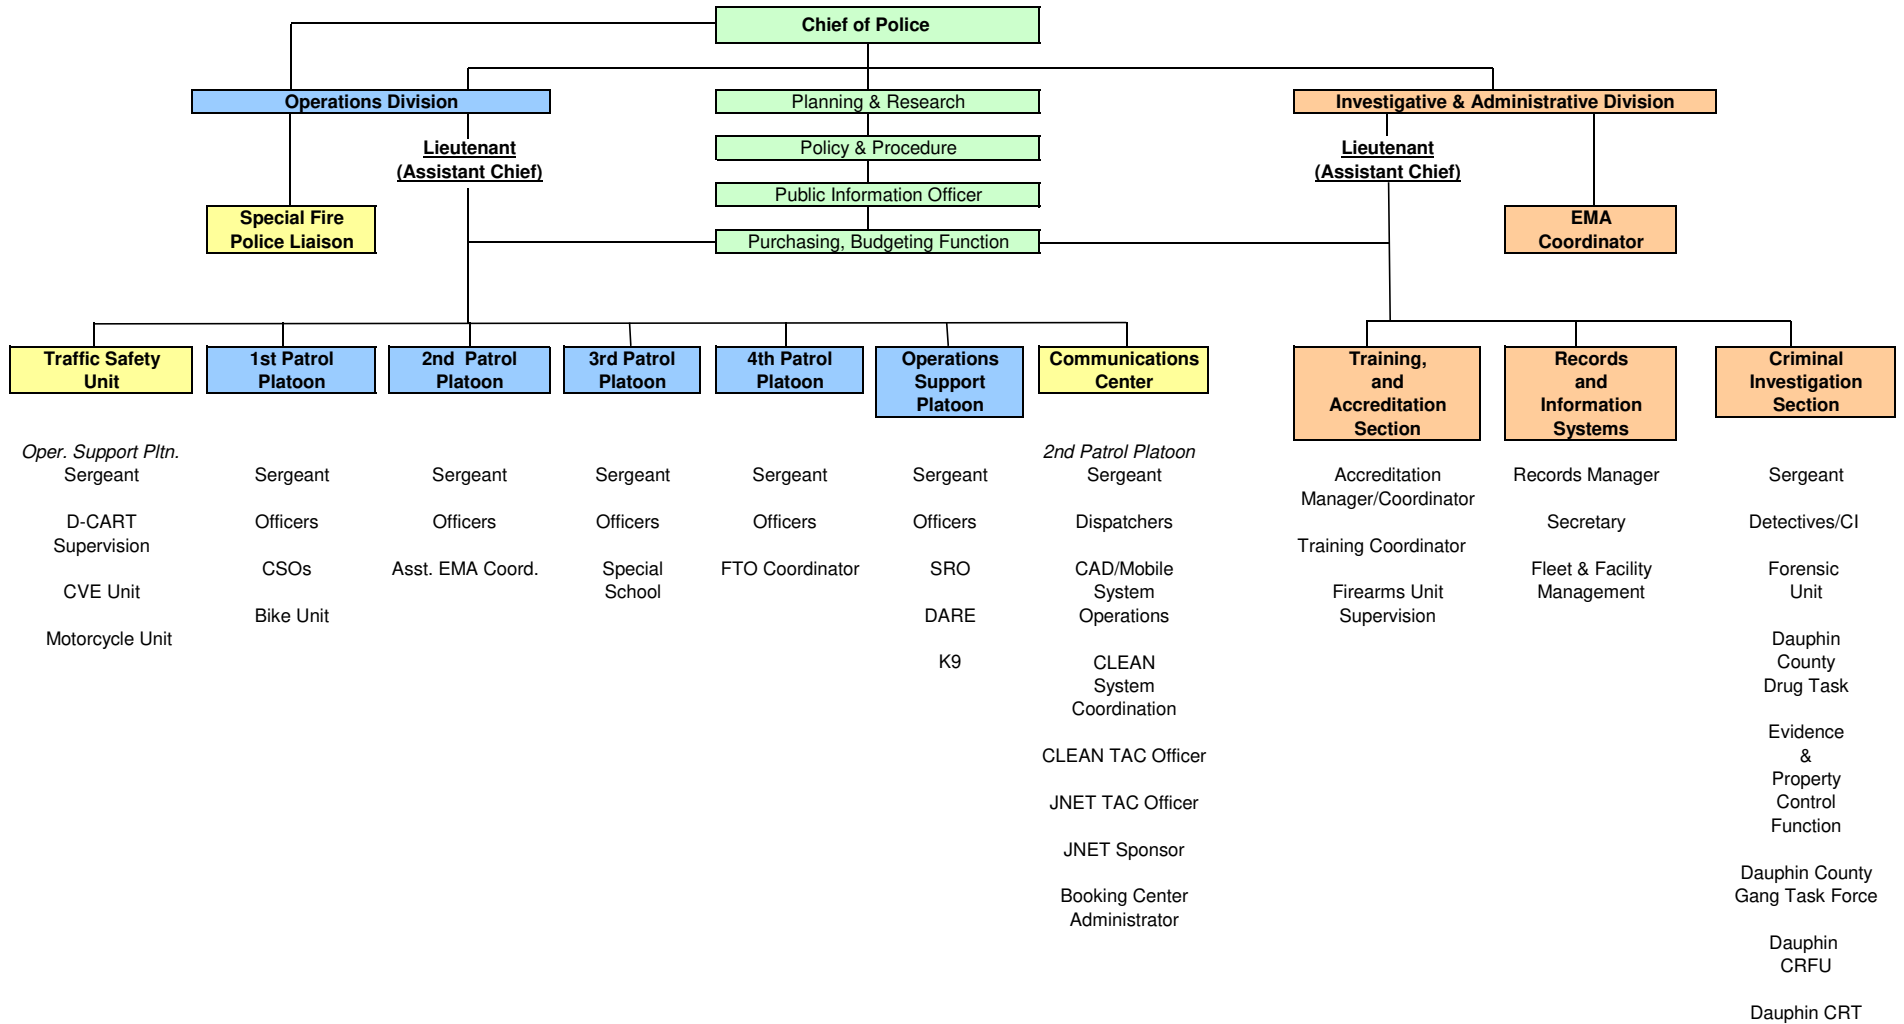 Chief of Police
Operations Division
Planning & Research
Investigative & Administrative Division
Lieutenant
(Assistant Chief)
Policy & Procedure
Lieutenant
(Assistant Chief)
Public Information Officer
Special Fire
Police Liaison
EMA
Coordinator
Purchasing, Budgeting Function
Traffic Safety
Unit
1st Patrol
Platoon
2nd Patrol
Platoon
3rd Patrol
Platoon
4th Patrol
Platoon
Operations
Support
Platoon
Communications
Center
Training,
and
Accreditation
Section
Records
and
Information
Systems
Criminal
Investigation
Section
Oper. Support Pltn.
Sergeant
D-CART
Supervision
CVE Unit
Motorcycle Unit
Sergeant
Officers
CSOs
Bike Unit
Sergeant
Officers
Asst. EMA Coord.
Sergeant
Officers
Special
School
Sergeant
Officers
FTO Coordinator
Sergeant
Officers
SRO
DARE
K9
2nd Patrol Platoon
Sergeant
Dispatchers
CAD/Mobile
System
Operations
CLEAN
System
Coordination
CLEAN TAC Officer
JNET TAC Officer
JNET Sponsor
Booking Center
Administrator
Accreditation
Manager/Coordinator
Training Coordinator
Firearms Unit
Supervision
Records Manager
Secretary
Fleet & Facility
Management
Sergeant
Detectives/CI
Forensic
Unit
Dauphin
County
Drug Task
Evidence
&
Property
Control
Function
Dauphin County
Gang Task Force
Dauphin
CRFU
Dauphin CRT